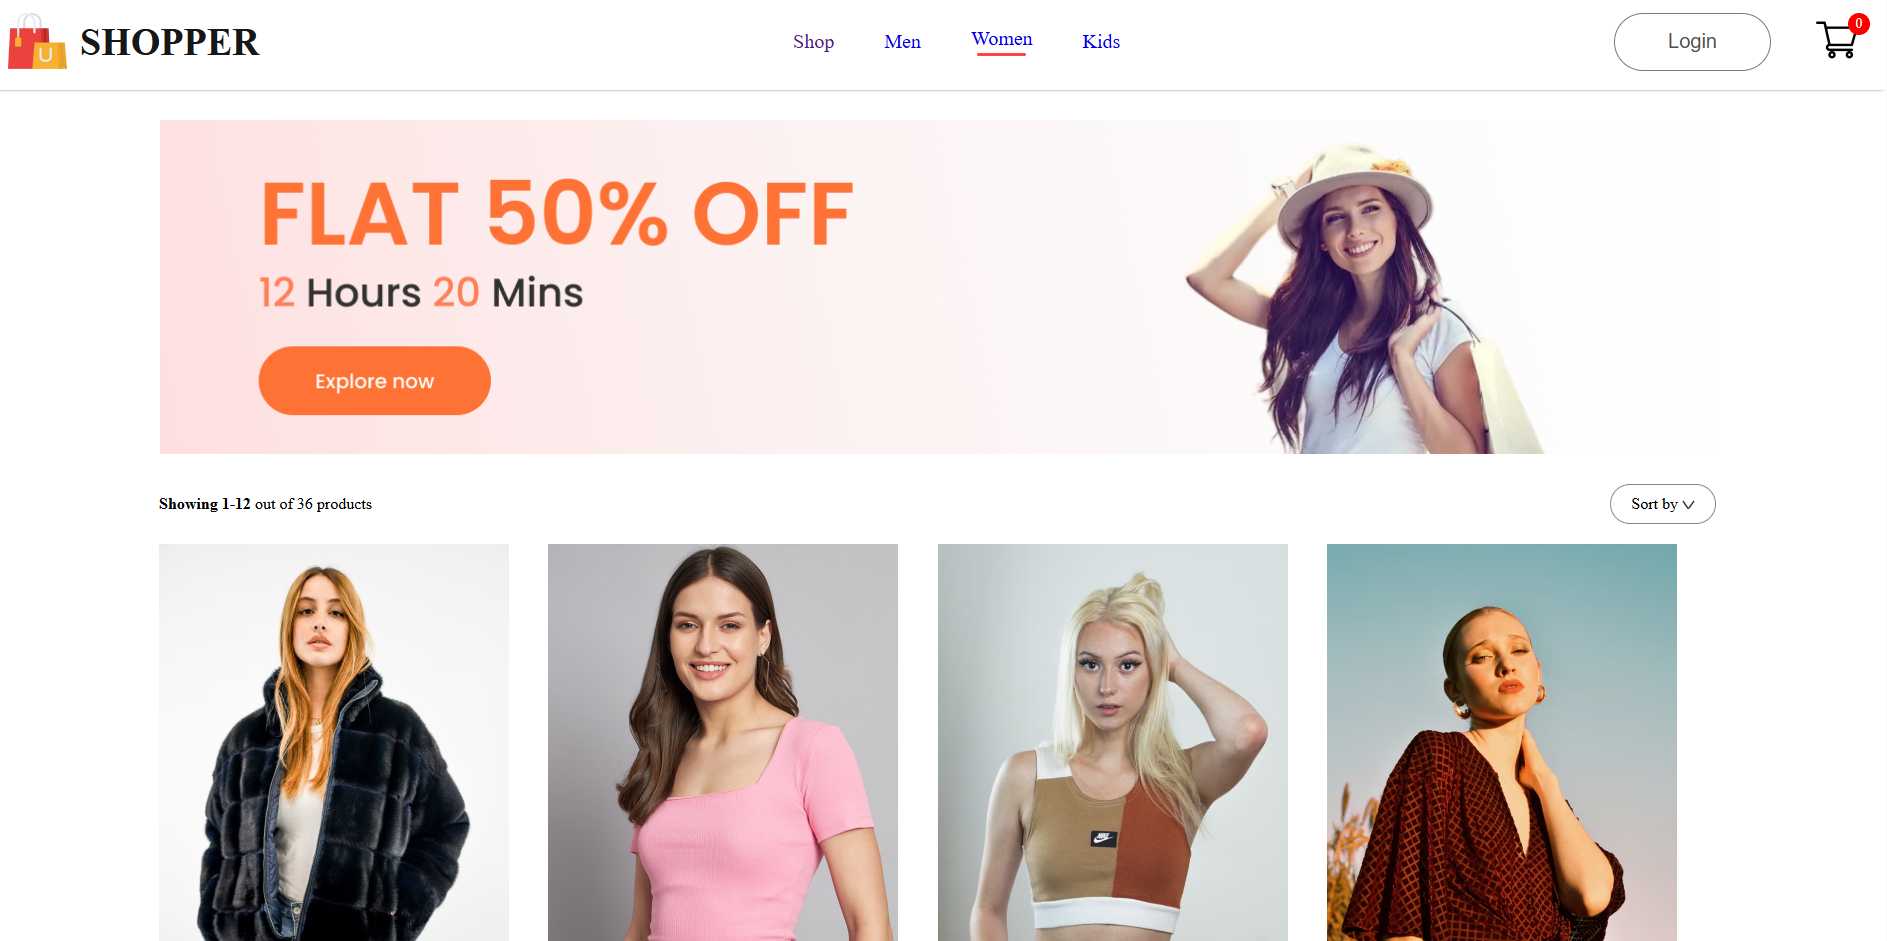 U SHOPPER Shop Men Women Kids Login 0
FLAT 50% OFF
12 Hours 20 Mins
Explore now
Showing 1-12 out of 36 products Sort by
NIKE